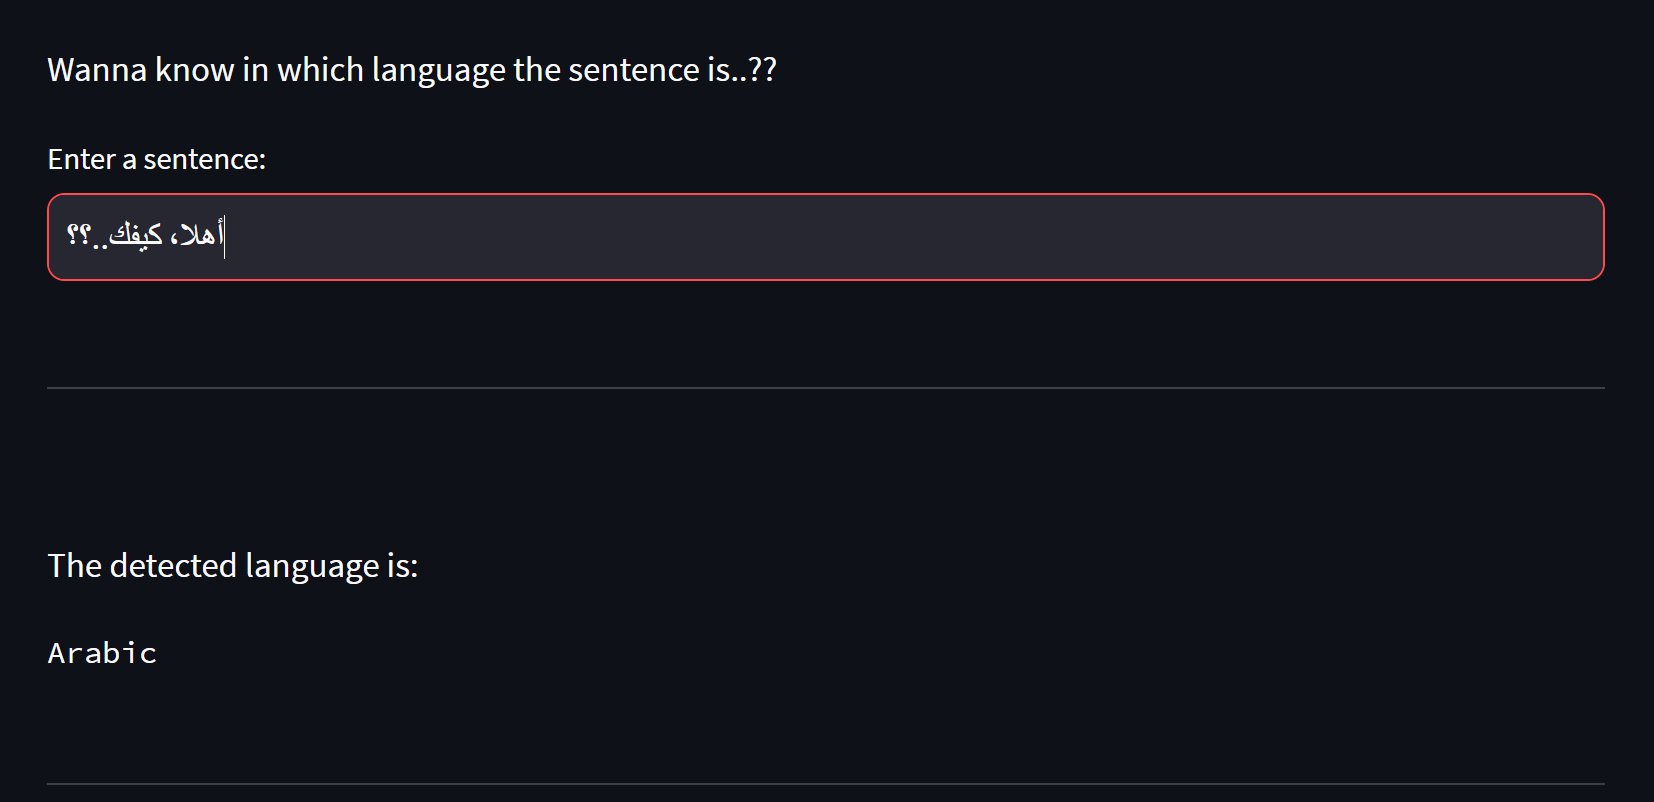 Wanna know in which language the sentence is..??
Enter a sentence:
أهلا، كيفك..؟؟
The detected language is:
Arabic